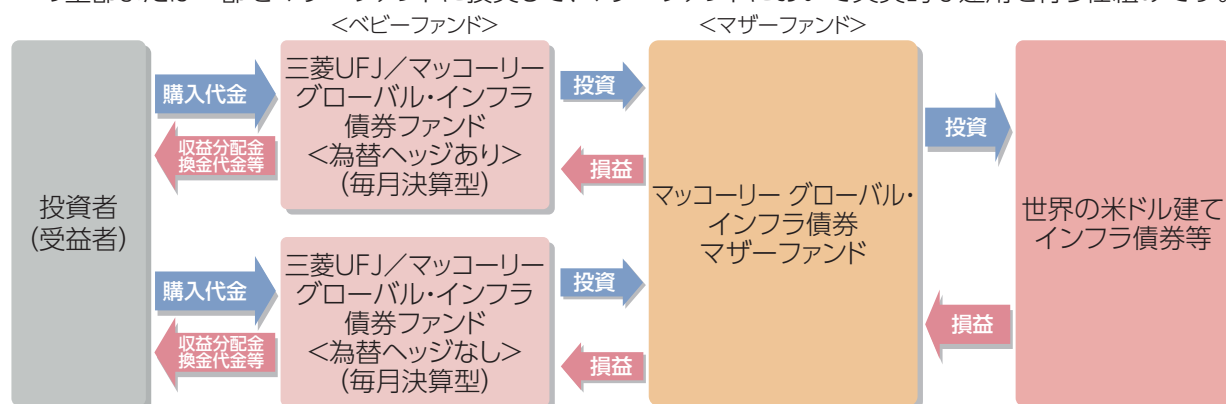 <ベビーファンド>
<マザーファンド>
投資者
(受益者)
購入代金
収益分配金
換金代金等
三菱UFJ／マッコーリー
グローバル・インフラ
債券ファンド
<為替ヘッジあり>
(毎月決算型)
投資
損益
購入代金
収益分配金
換金代金等
三菱UFJ／マッコーリー
グローバル・インフラ
債券ファンド
<為替ヘッジなし>
(毎月決算型)
投資
損益
マッコーリー グローバル・
インフラ債券
マザーファンド
投資
損益
世界の米ドル建て
インフラ債券等